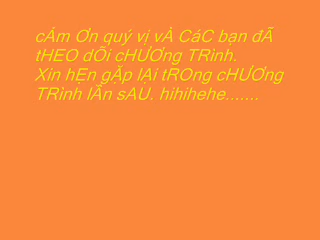 cẢm Ơn quý vị vÀ CáC bạn đÃ
tHEO dÕi cHƯƠng TRình.
Xin hẸn gẶp lẠi tROng cHƯƠng
TRình lẦn sAU. hihihehe.......